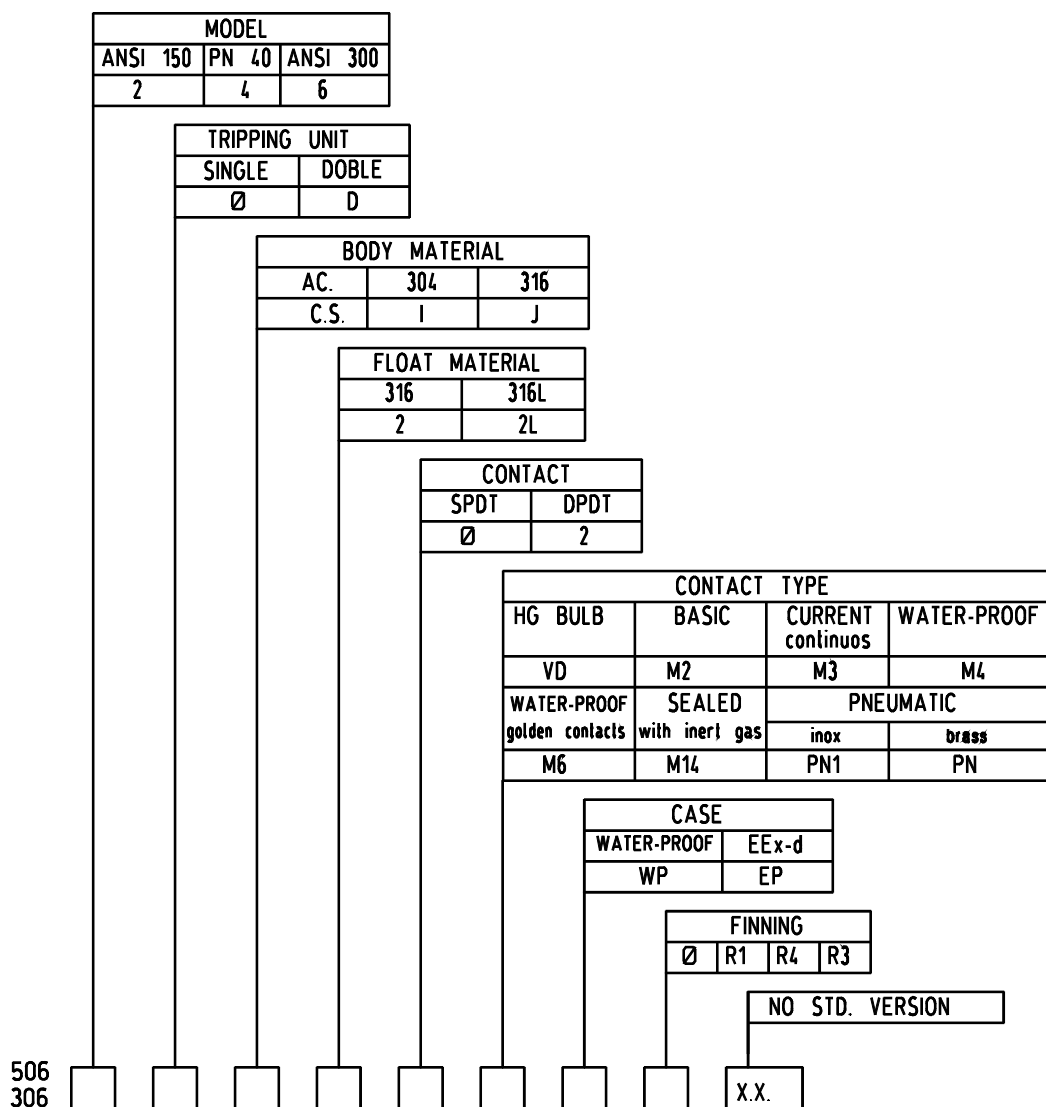 MODEL
ANSI 150 PN 40 ANSI 300
2 4 6
TRIPPING UNIT
SINGLE DOBLE
Ø D
BODY MATERIAL
AC. 304 316
C.S. I J
FLOAT MATERIAL
316 316L
2 2L
CONTACT
SPDT DPDT
Ø 2
CONTACT TYPE
HG BULB BASIC CURRENT WATER-PROOF
continuos
VD M2 M3 M4
WATER-PROOF SEALED PNEUMATIC
golden contacts with inert gas inox brass
M6 M14 PN1 PN
CASE
WATER-PROOF EEx-d
WP EP
FINNING
Ø R1 R4 R3
NO STD. VERSION
506
306 X.X.